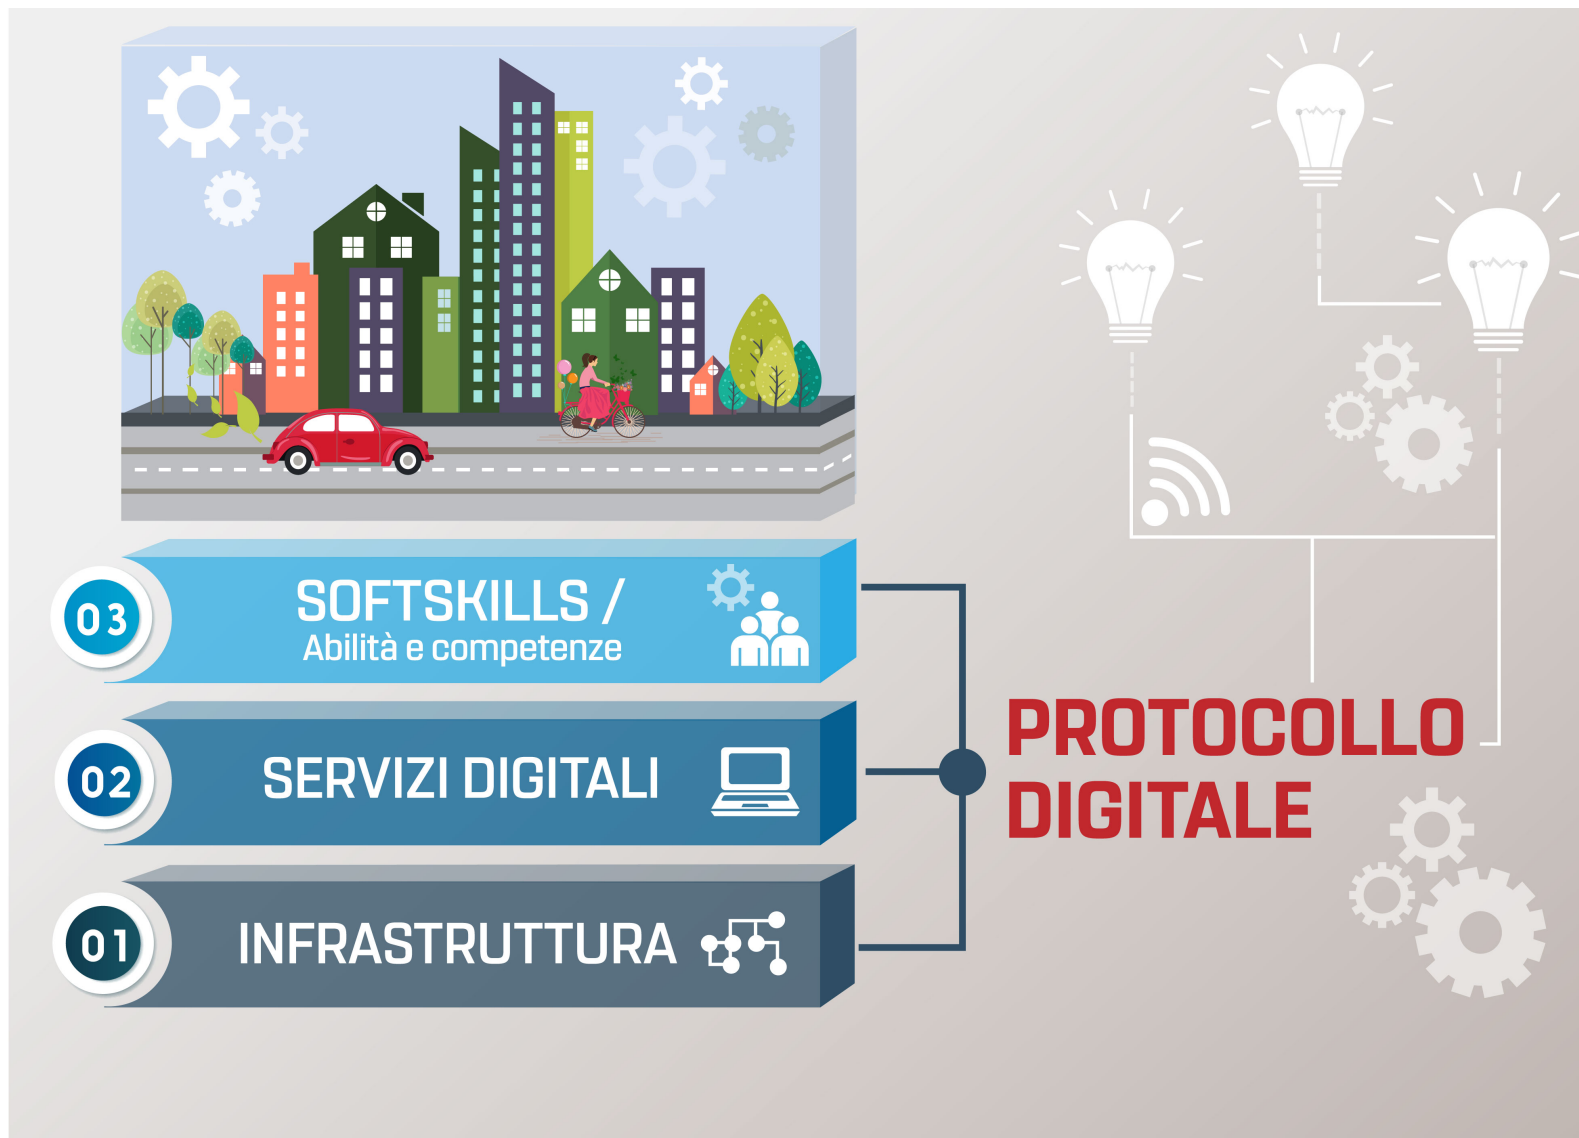 03
SOFTSKILLS /
Abilità e competenze
02
SERVIZI DIGITALI
01
INFRASTRUTTURA
PROTOCOLLO
DIGITALE